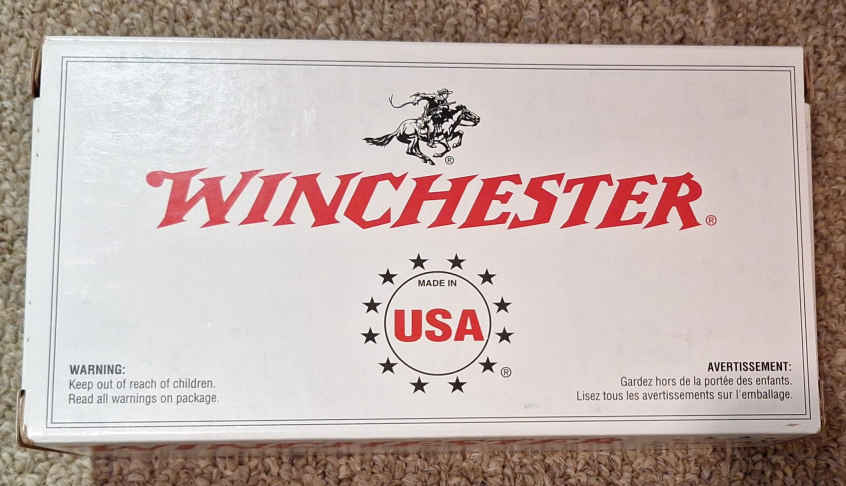 ®
WINCHESTER®
MADE IN
USA
®
WARNING:
Keep out of reach of children.
Read all warnings on package.
AVERTISSEMENT:
Gardez hors de la portée des enfants.
Lisez tous les avertissements sur l'emballage.